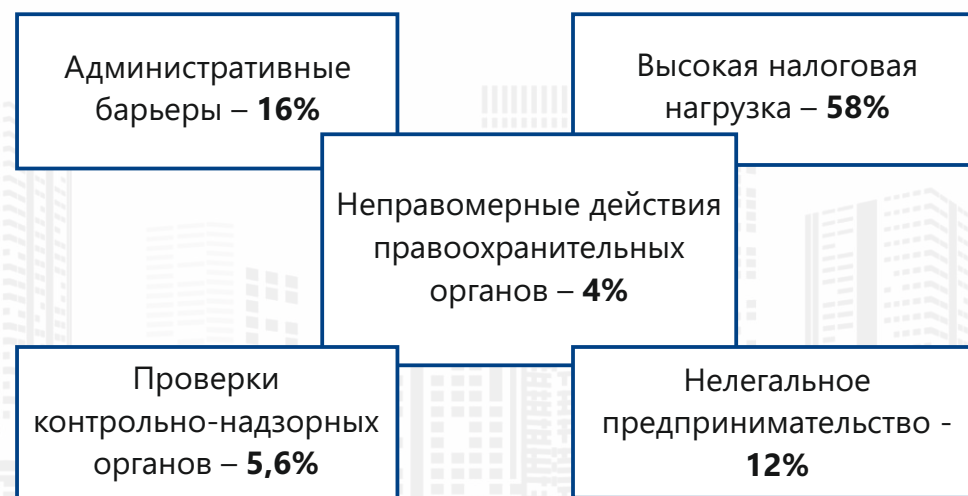 Административные
барьеры – 16%
Высокая налоговая
нагрузка – 58%
Неправомерные действия
правоохранительных
органов – 4%
Проверки
контрольно-надзорных
органов – 5,6%
Нелегальное
предпринимательство -
12%